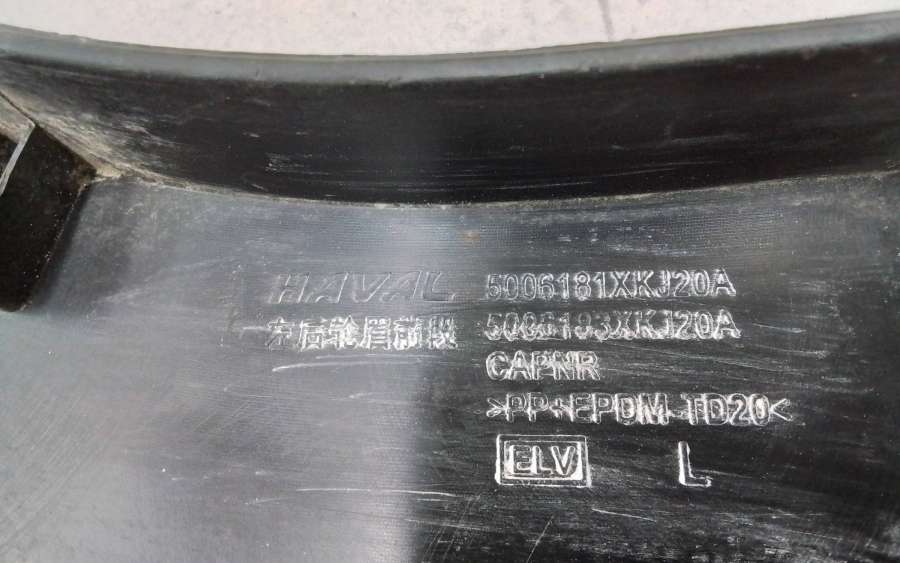 HAVAL 5006181XKJ20A
左后轮眉前段 5006193XKJ20A
CAPNR
>PP+EPDM-TD20<
ELV L